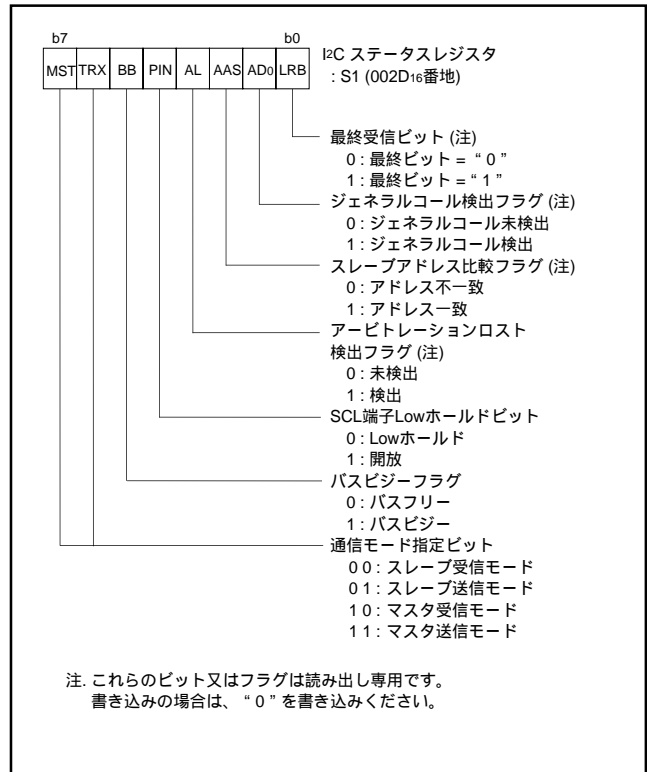 b7 b0
MST TRX BB PIN AL AAS AD0 LRB
I2C ステータスレジスタ
: S1 (002D16番地)
最終受信ビット (注)
0 : 最終ビット = “ 0 ”
1 : 最終ビット = “ 1 ”
ジェネラルコール検出フラグ (注)
0 : ジェネラルコール未検出
1 : ジェネラルコール検出
スレーブアドレス比較フラグ (注)
0 : アドレス不一致
1 : アドレス一致
アービトレーションロスト
検出フラグ (注)
0 : 未検出
1 : 検出
SCL端子Lowホールドビット
0 : Lowホールド
1 : 開放
バスビジーフラグ
0 : バスフリー
1 : バスビジー
通信モード指定ビット
0 0 : スレーブ受信モード
0 1 : スレーブ送信モード
1 0 : マスタ受信モード
1 1 : マスタ送信モード
注. これらのビット又はフラグは読み出し専用です。
書き込みの場合は、 “ 0 ” を書き込みください。